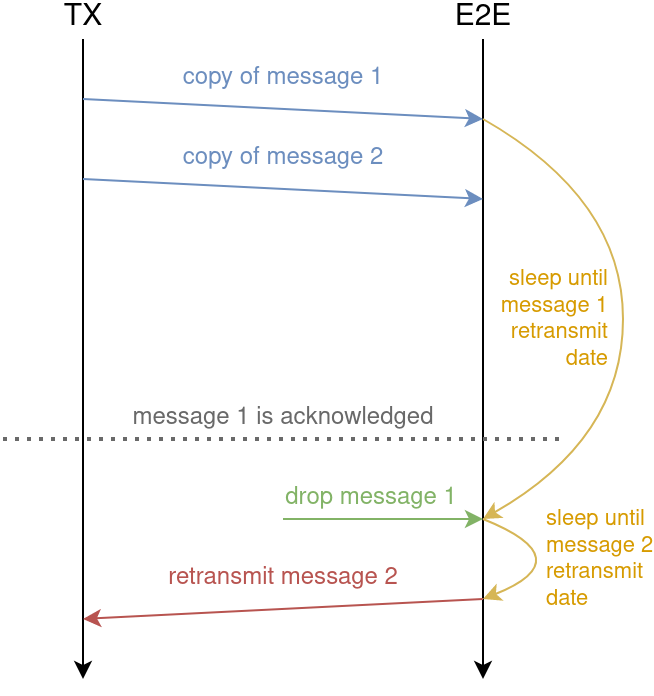 TX
E2E
copy of message 1
copy of message 2
sleep until
message 1
retransmit
date
message 1 is acknowledged
drop message 1
sleep until
message 2
retransmit
date
retransmit message 2